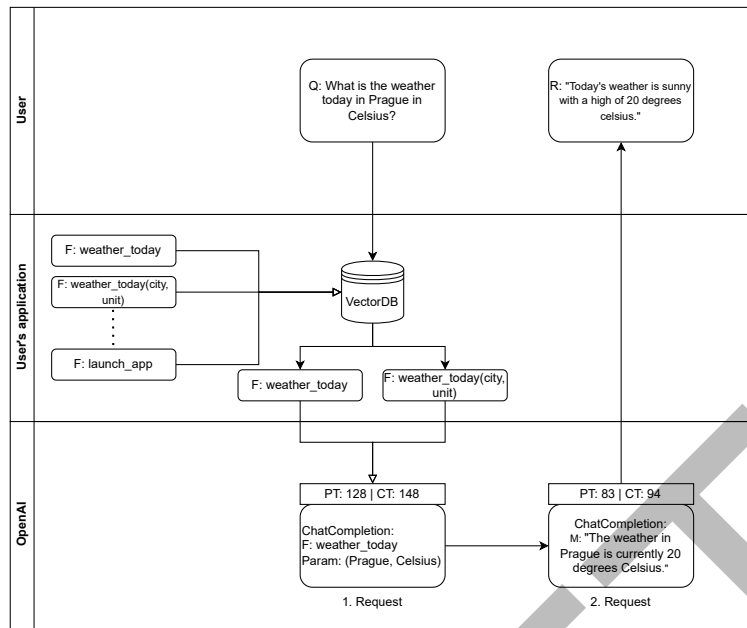 User
Q: What is the weather
today in Prague in
Celsius?
R: "Today's weather is sunny
with a high of 20 degrees
celsius."
User's application
F: weather_today
F: weather_today(city,
unit)
F: launch_app
VectorDB
F: weather_today
F: weather_today(city,
unit)
OpenAI
PT: 128 | CT: 148
ChatCompletion:
F: weather_today
Param: (Prague, Celsius)
1. Request
PT: 83 | CT: 94
ChatCompletion:
M: "The weather in
Prague is currently 20
degrees Celsius."
2. Request